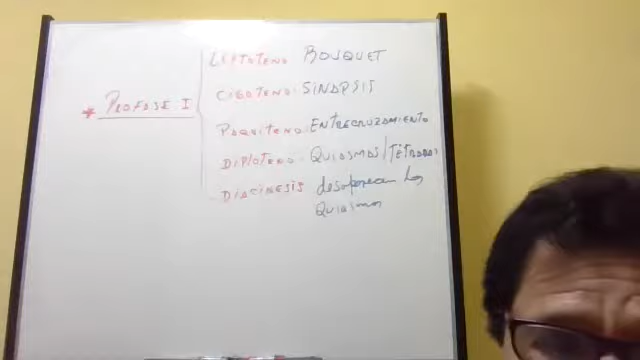 LEPTOTENO BOUQUET
CIGOTENO: SINAPSIS
* PROFASE I
PAQUITENO: ENTRECRUZAMIENTO
DIPLOTENO: QUIASMAS/TÉTRADAS
DIACINESIS desaparecen los
QUIASMAS